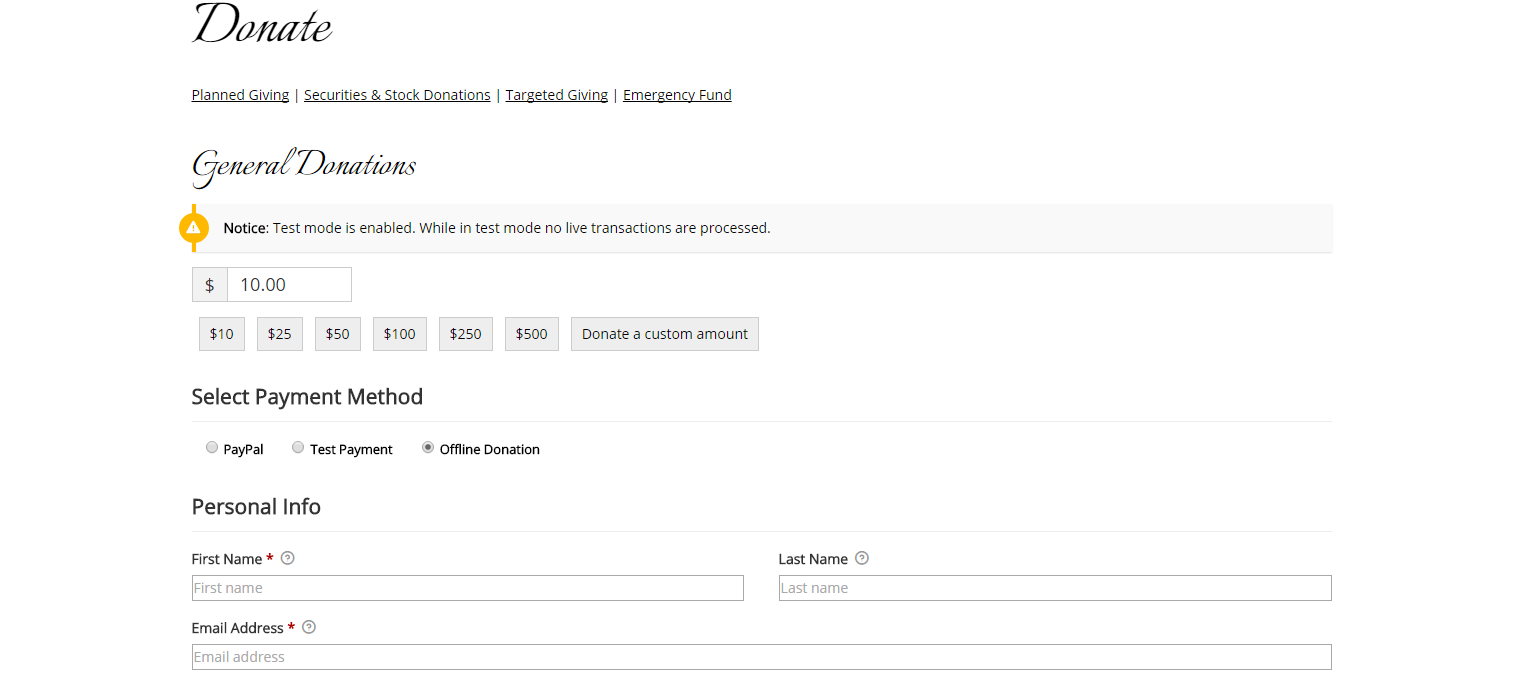 Donate
Planned Giving | Securities & Stock Donations | Targeted Giving | Emergency Fund
General Donations
Notice: Test mode is enabled. While in test mode no live transactions are processed.
$ 10.00
$10 $25 $50 $100 $250 $500 Donate a custom amount
Select Payment Method
PayPal Test Payment Offline Donation
Personal Info
First Name * ? Last Name ?
First name Last name
Email Address * ?
Email address